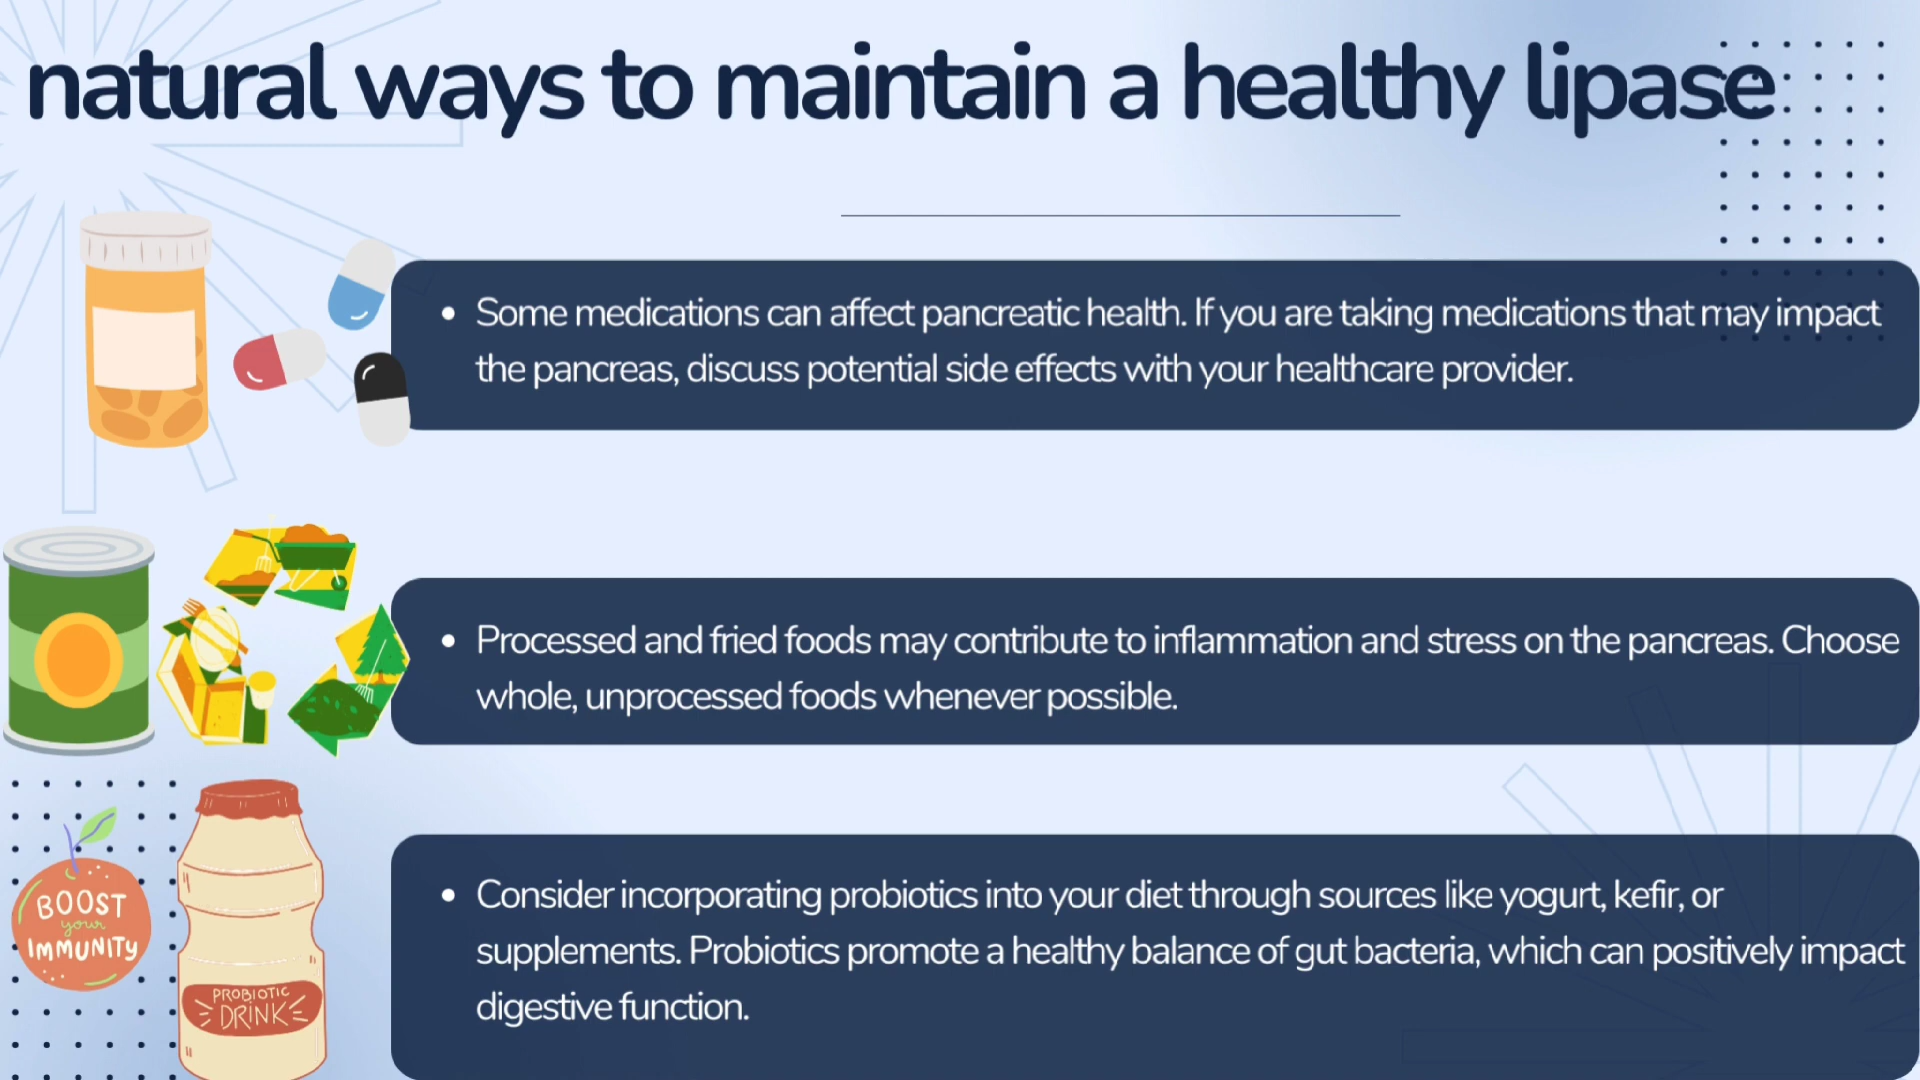 natural ways to maintain a healthy lipase
• Some medications can affect pancreatic health. If you are taking medications that may impact
the pancreas, discuss potential side effects with your healthcare provider.
• Processed and fried foods may contribute to inflammation and stress on the pancreas. Choose
whole, unprocessed foods whenever possible.
BOOST
your
IMMUNITY
PROBIOTIC
DRINK
• Consider incorporating probiotics into your diet through sources like yogurt, kefir, or
supplements. Probiotics promote a healthy balance of gut bacteria, which can positively impact
digestive function.